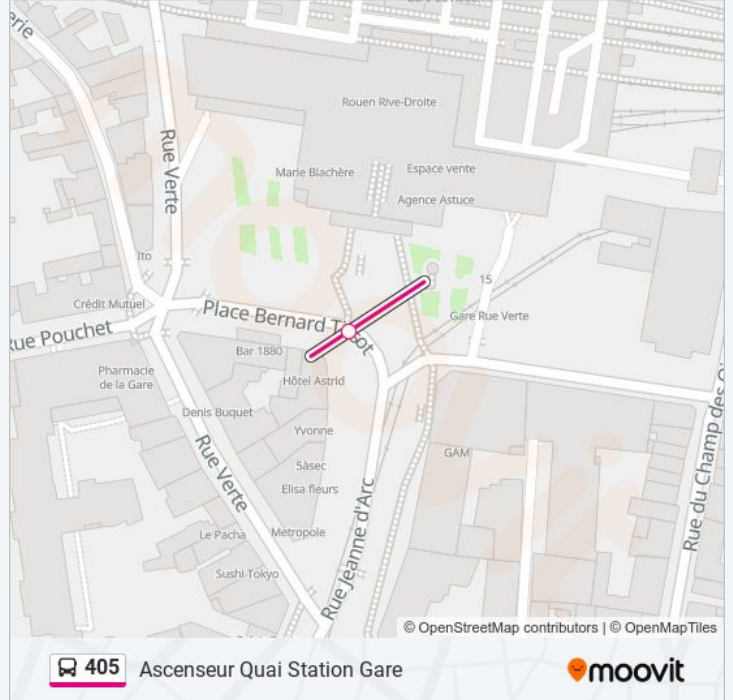 erie
Rouen Rive-Droite
Rue Verte
Marie Blachère
Espace vente
Agence Astuce
Ito
15
Crédit Mutuel
Place Bernard Tissot
Gare Rue Verte
Rue Pouchet
Bar 1880
Pharmacie
de la Gare
Hôtel Astrid
Denis Buquet
Yvonne
Rue Verte
GAM
5àsec
Elisa fleurs
Rue du Champ des Oi
Rue Jeanne d'Arc
Le Pacha
Metropole
Sushi Tokyo
© OpenStreetMap contributors | © OpenMapTiles
405 Ascenseur Quai Station Gare
moovit